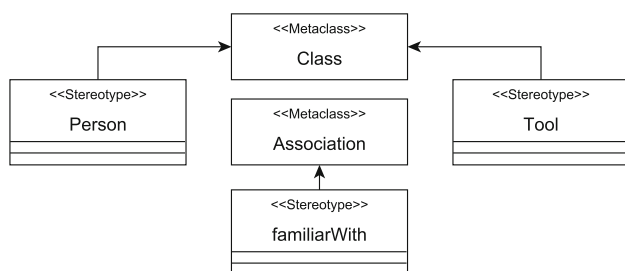 <<Metaclass>>
Class
<<Stereotype>>
Person
<<Metaclass>>
Association
<<Stereotype>>
Tool
<<Stereotype>>
familiarWith